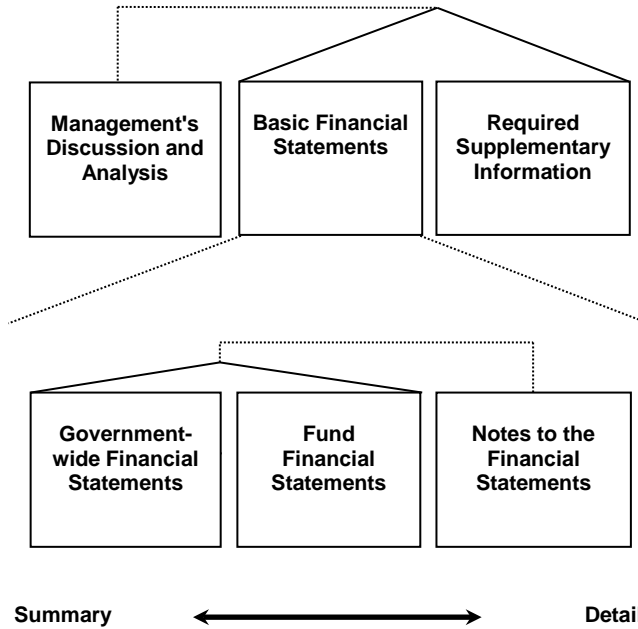 Management's
Discussion and
Analysis
Basic Financial
Statements
Required
Supplementary
Information
Government-
wide Financial
Statements
Fund
Financial
Statements
Notes to the
Financial
Statements
Summary
Detai